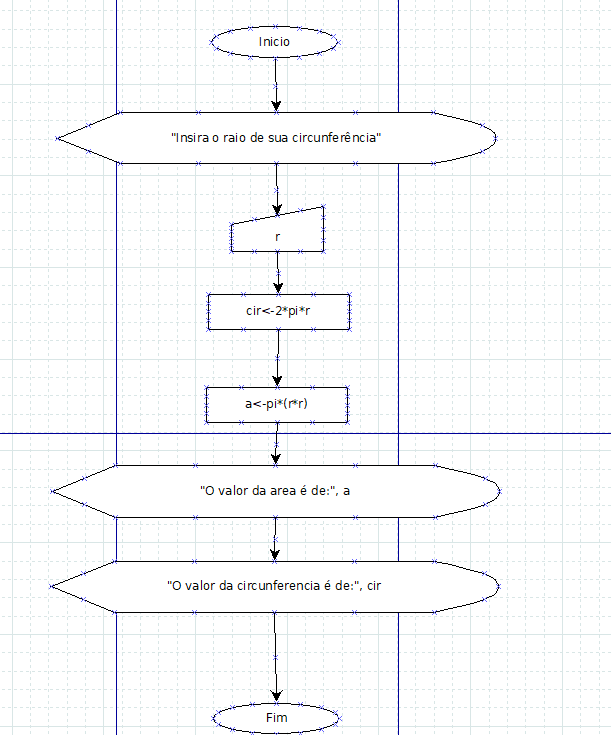 Inicio
"Insira o raio de sua circunferência"
r
cir<-2*pi*r
a<-pi*(r*r)
"O valor da area é de:", a
"O valor da circunferencia é de:", cir
Fim